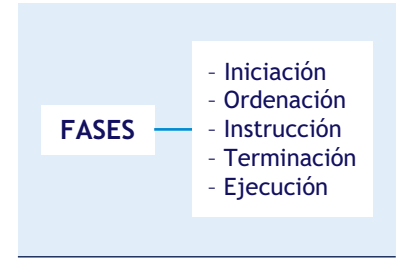 FASES
- Iniciación
- Ordenación
- Instrucción
- Terminación
- Ejecución